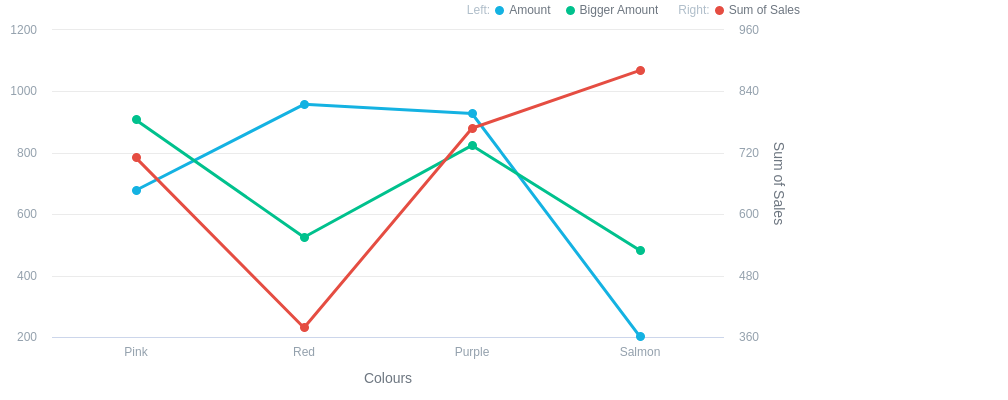 Left: Amount Bigger Amount Right: Sum of Sales
1200 960
1000 840
800 720
600 600
400 480
200 360
Sum of Sales
Pink Red Purple Salmon
Colours